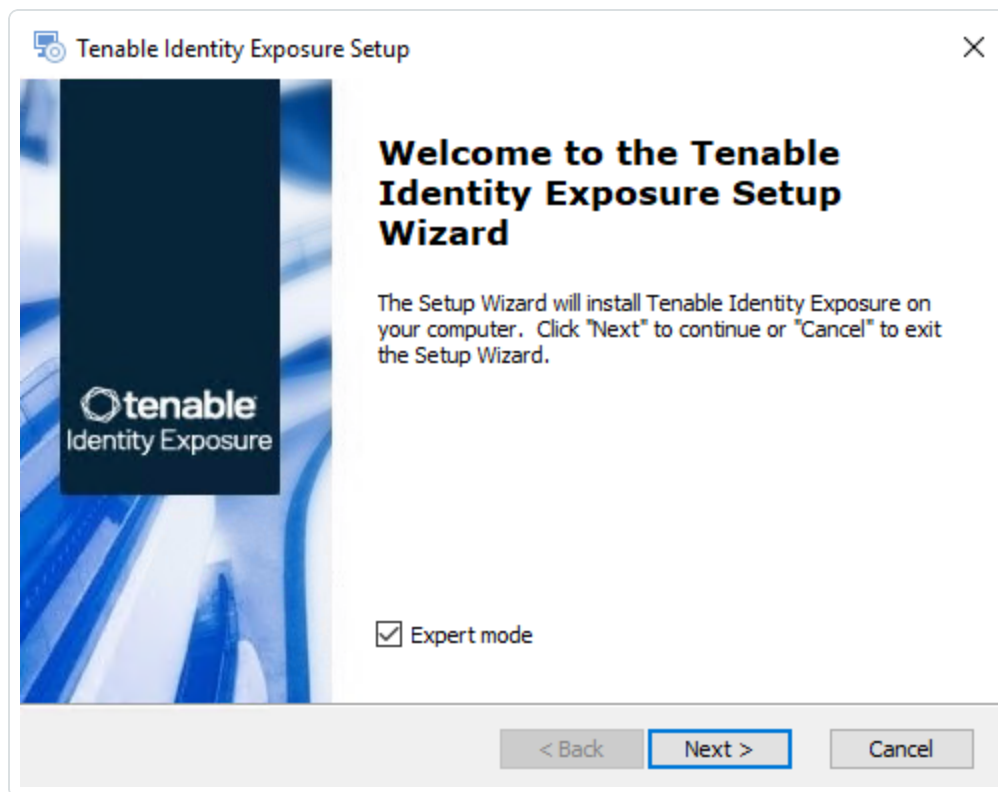 Tenable Identity Exposure Setup
Welcome to the Tenable
Identity Exposure Setup
Wizard
The Setup Wizard will install Tenable Identity Exposure on
your computer. Click "Next" to continue or "Cancel" to exit
the Setup Wizard.
tenable
Identity Exposure
Expert mode
< Back
Next >
Cancel